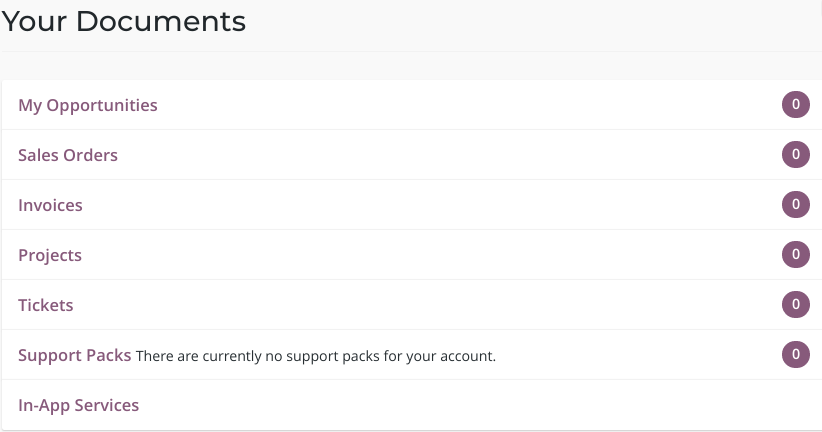 Your Documents
My Opportunities 0
Sales Orders 0
Invoices 0
Projects 0
Tickets 0
Support Packs There are currently no support packs for your account. 0
In-App Services